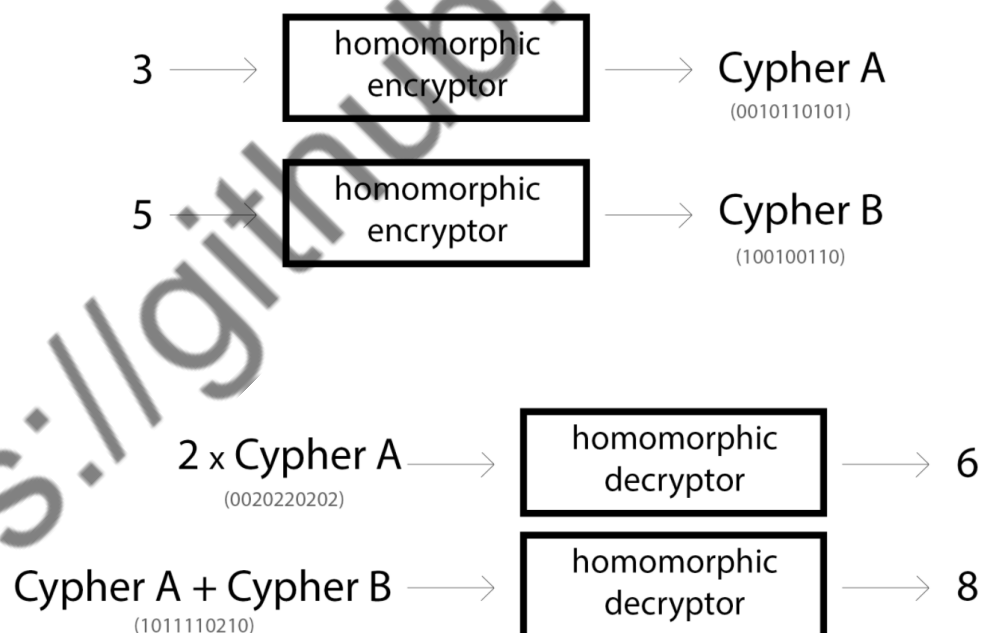 3 homomorphic encryptor Cypher A
(0010110101)
5 homomorphic encryptor Cypher B
(100100110)
2 x Cypher A homomorphic decryptor 6
(0020220202)
Cypher A + Cypher B homomorphic decryptor 8
(1011110210)
s://github.